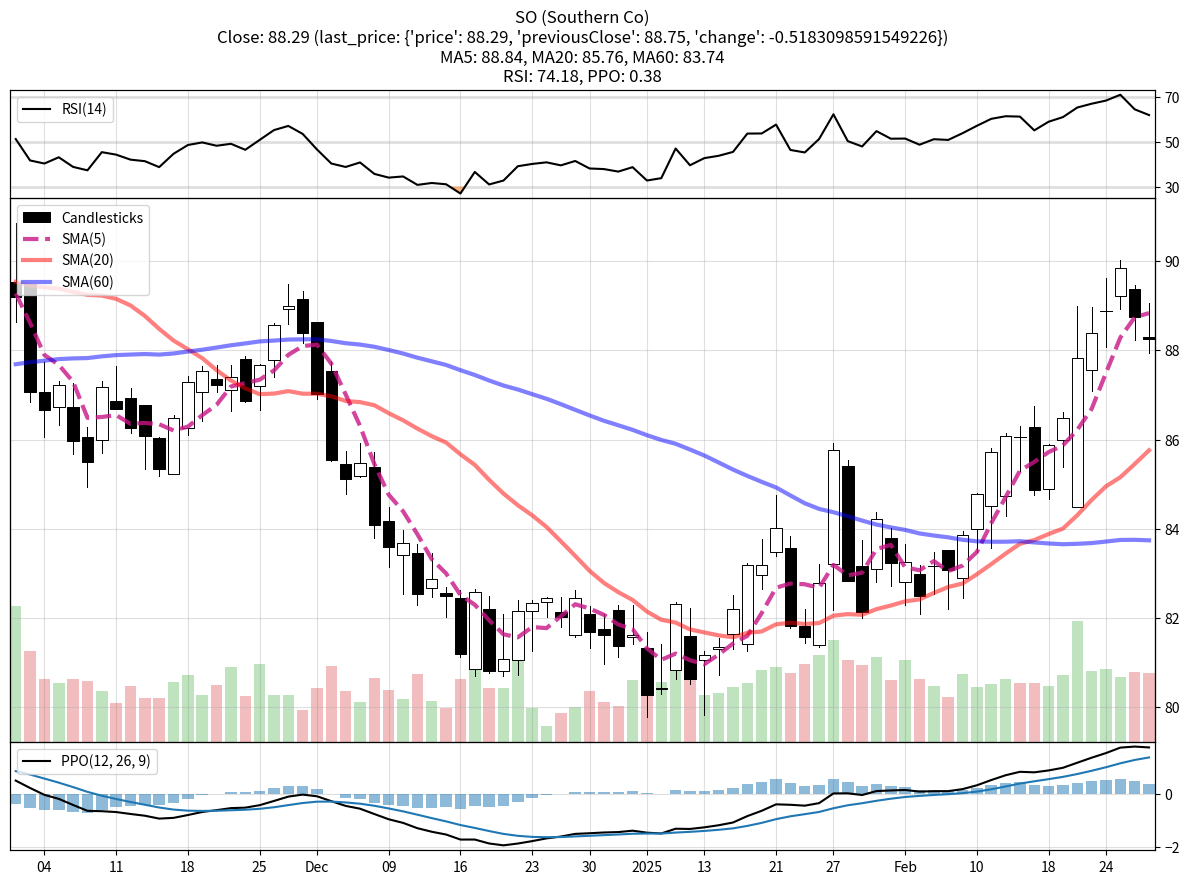 SO (Southern Co)
Close: 88.29 (last_price: {'price': 88.29, 'previousClose': 88.75, 'change': -0.5183098591549226})
MA5: 88.84, MA20: 85.76, MA60: 83.74
RSI: 74.18, PPO: 0.38
RSI(14)
70
50
30
Candlesticks
SMA(5)
SMA(20)
SMA(60)
90
88
86
84
82
80
PPO(12, 26, 9)
0
−2
04 11 18 25 Dec 09 16 23 30 2025 13 21 27 Feb 10 18 24